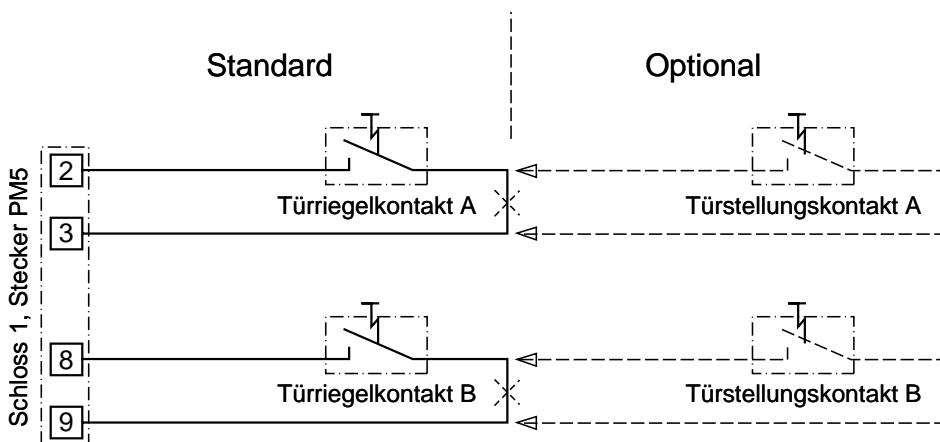 Standard
Optional
Schloss 1, Stecker PM5
2
Türriegelkontakt A
Türstellungskontakt A
3
8
Türriegelkontakt B
Türstellungskontakt B
9